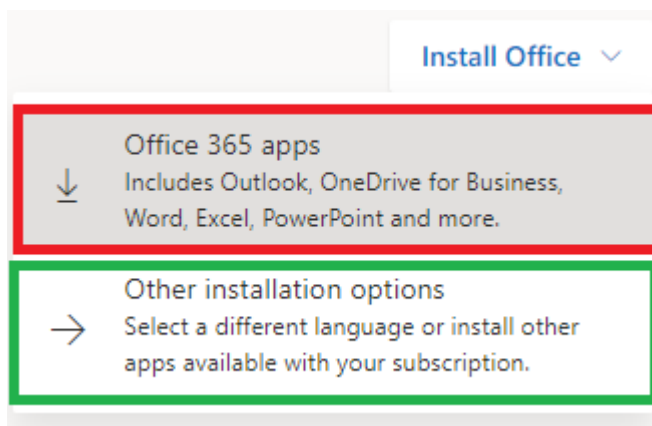 Install Office
Office 365 apps
Includes Outlook, OneDrive for Business,
Word, Excel, PowerPoint and more.
Other installation options
Select a different language or install other
apps available with your subscription.